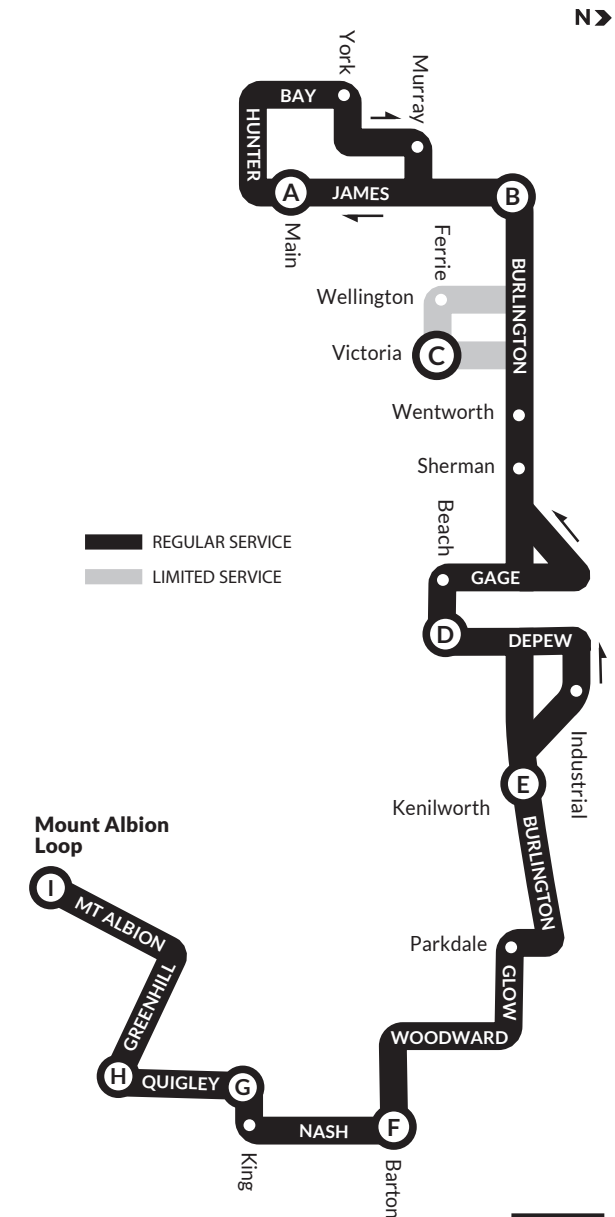 N
York
Murray
BAY
HUNTER
A
JAMES
B
Main
Ferrie
BURLINGTON
Wellington
Victoria
C
Wentworth
Sherman
Beach
REGULAR SERVICE
LIMITED SERVICE
GAGE
D
DEPEW
Industrial
E
Kenilworth
BURLINGTON
Mount Albion
Loop
I
MT ALBION
Parkdale
GLOW
GREENHILL
WOODWARD
H
QUIGLEY
G
F
NASH
King
Barton